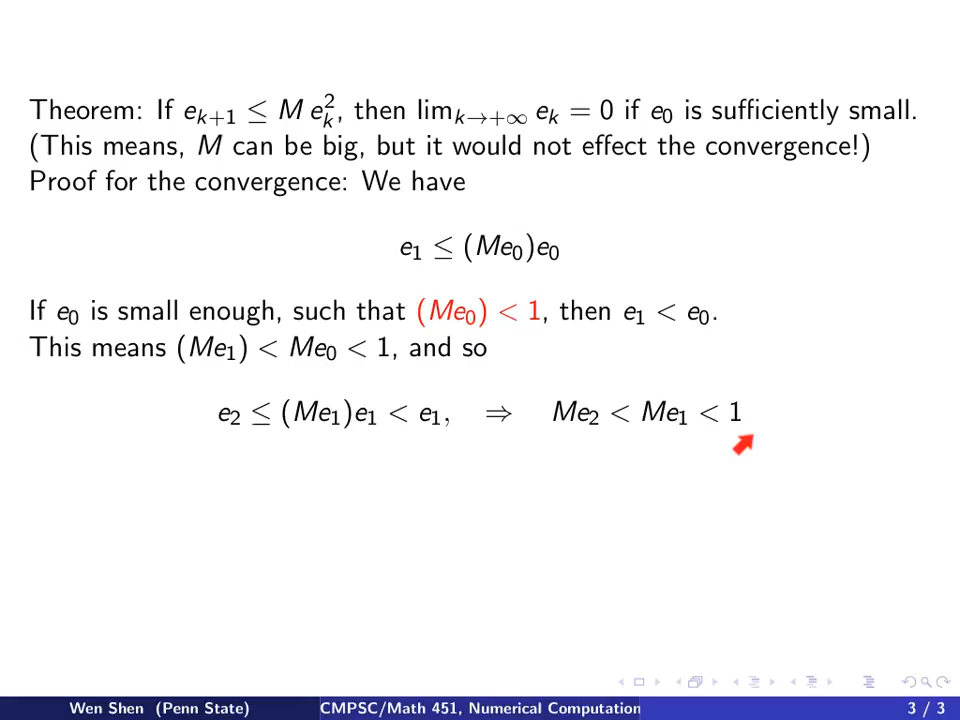 Theorem: If e_{k+1} ≤ M e_k^2, then lim_{k→+∞} e_k = 0 if e_0 is sufficiently small.
(This means, M can be big, but it would not effect the convergence!)
Proof for the convergence: We have
e_1 ≤ (Me_0)e_0
If e_0 is small enough, such that (Me_0) < 1, then e_1 < e_0.
This means (Me_1) < Me_0 < 1, and so
e_2 ≤ (Me_1)e_1 < e_1, ⇒ Me_2 < Me_1 < 1
Wen Shen (Penn State) CMPSC/Math 451, Numerical Computation 3 / 3